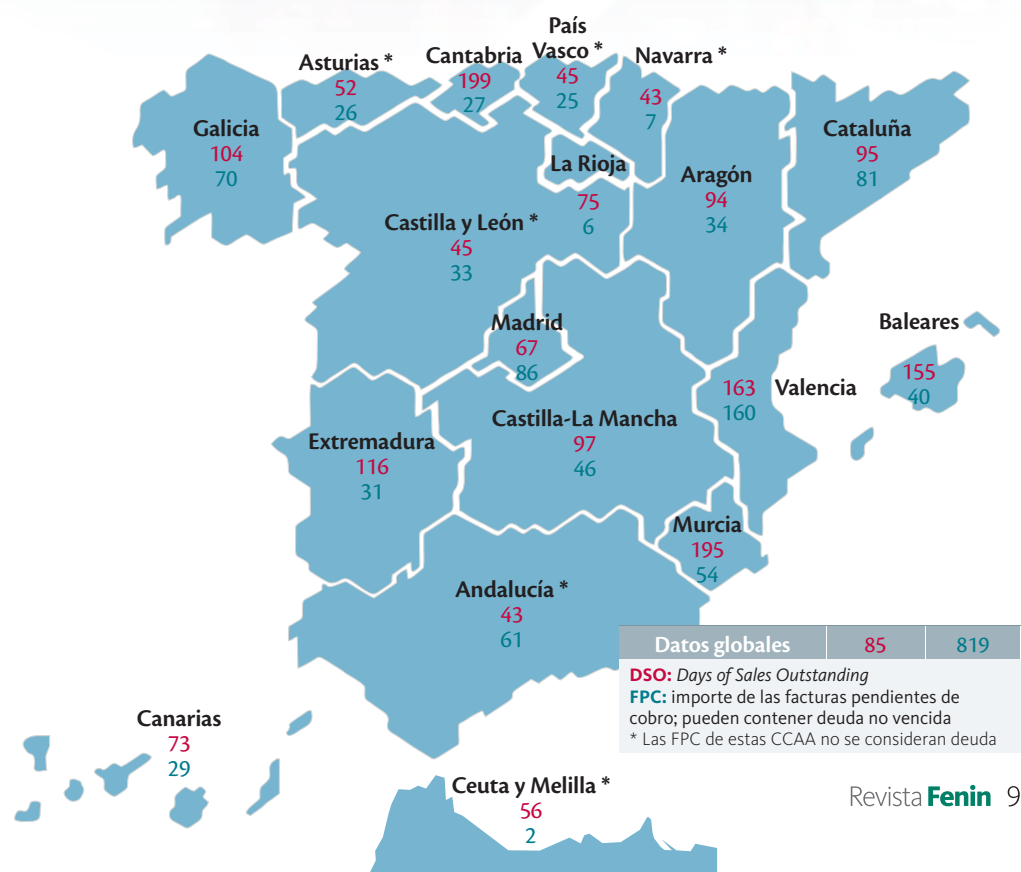 País
Vasco *
45
25
Asturias *
52
26
Cantabria
199
27
Navarra *
43
7
Galicia
104
70
La Rioja
75
6
Aragón
94
34
Cataluña
95
81
Castilla y León *
45
33
Madrid
67
86
Baleares
155
40
163
160
Valencia
Castilla-La Mancha
97
46
Extremadura
116
31
Murcia
195
54
Andalucía *
43
61
Datos globales 85 819
DSO: Days of Sales Outstanding
FPC: importe de las facturas pendientes de
cobro; pueden contener deuda no vencida
* Las FPC de estas CCAA no se consideran deuda
Canarias
73
29
Ceuta y Melilla *
56
2
Revista Fenin 9